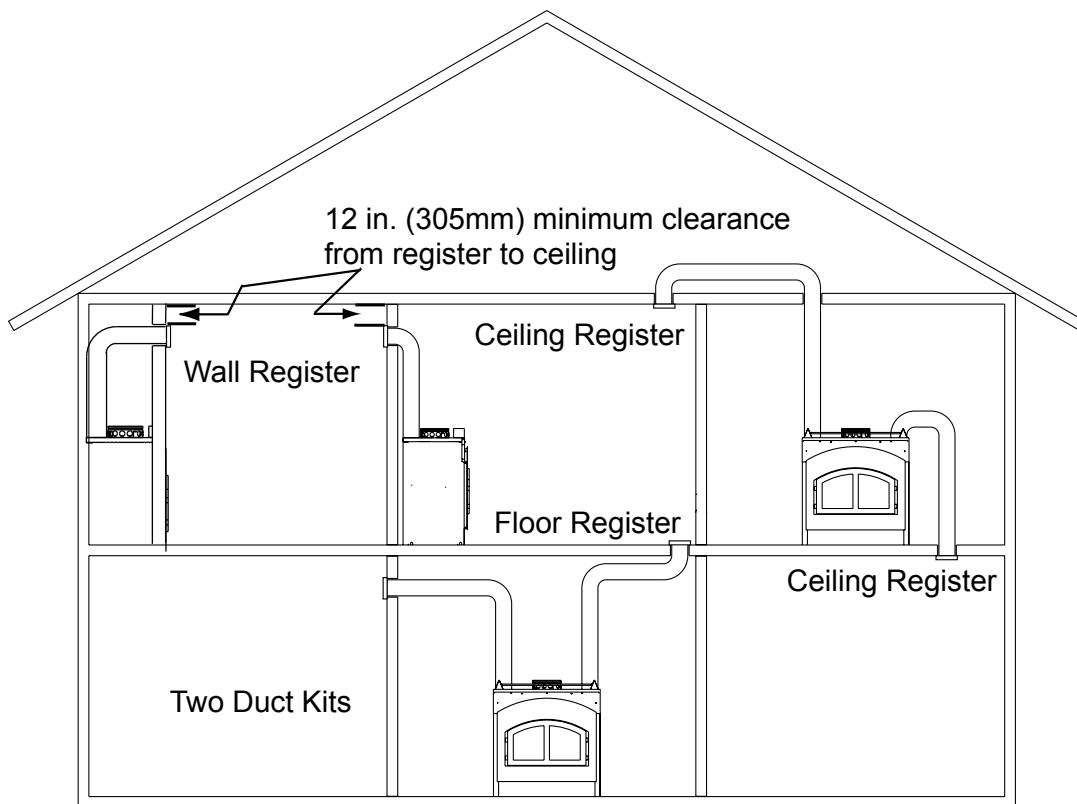 12 in. (305mm) minimum clearance
from register to ceiling
Ceiling Register
Wall Register
Floor Register
Ceiling Register
Two Duct Kits